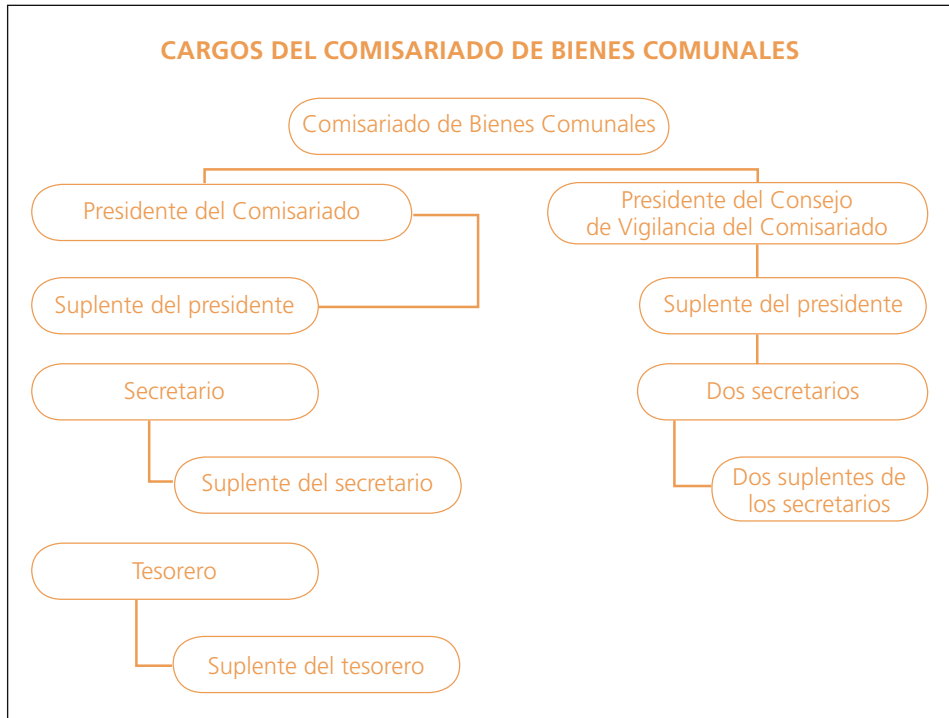 CARGOS DEL COMISARIADO DE BIENES COMUNALES
Comisariado de Bienes Comunales
Presidente del Comisariado
Presidente del Consejo
de Vigilancia del Comisariado
Suplente del presidente
Suplente del presidente
Secretario
Dos secretarios
Suplente del secretario
Dos suplentes de
los secretarios
Tesorero
Suplente del tesorero